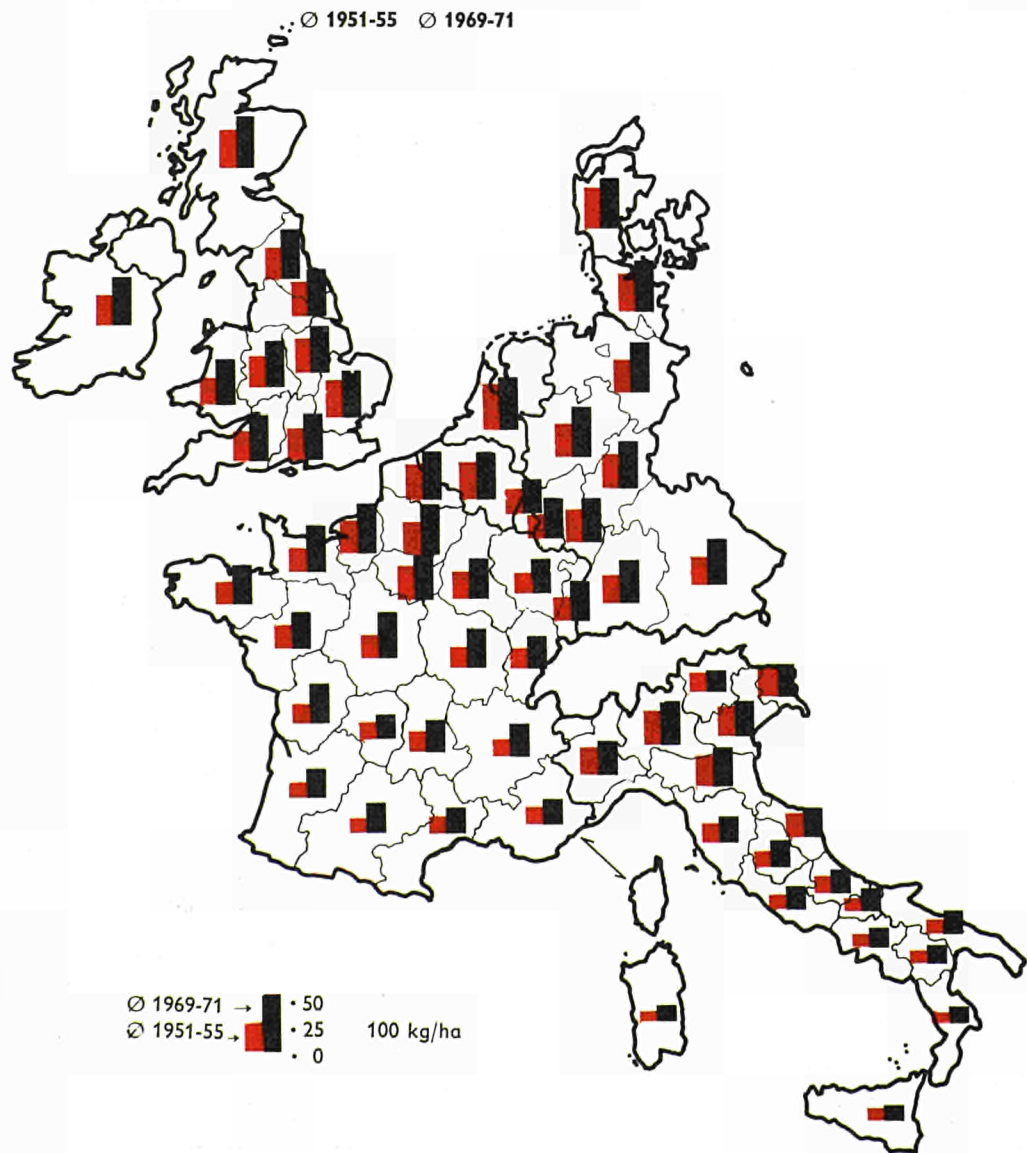 ∅ 1951-55 ∅ 1969-71
∅ 1969-71 → • 50
∅ 1951-55 → • 25 100 kg/ha
• 0